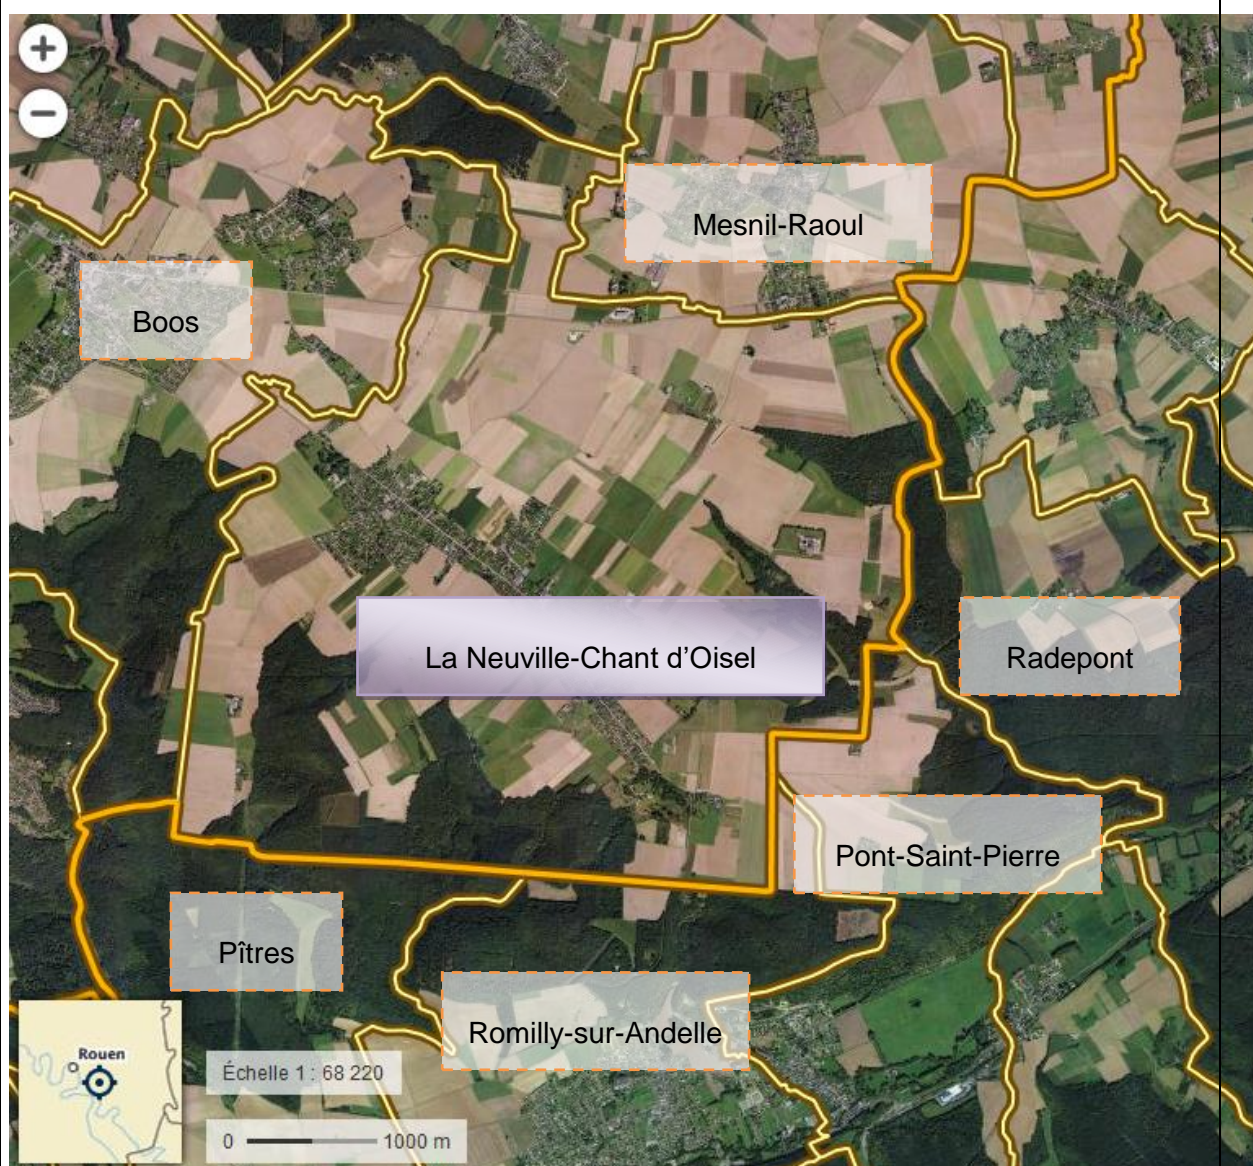 +
−
Mesnil-Raoul
Boos
La Neuville-Chant d’Oisel
Radepont
Pont-Saint-Pierre
Pîtres
Romilly-sur-Andelle
Rouen
Échelle 1 : 68 220
0 1000 m